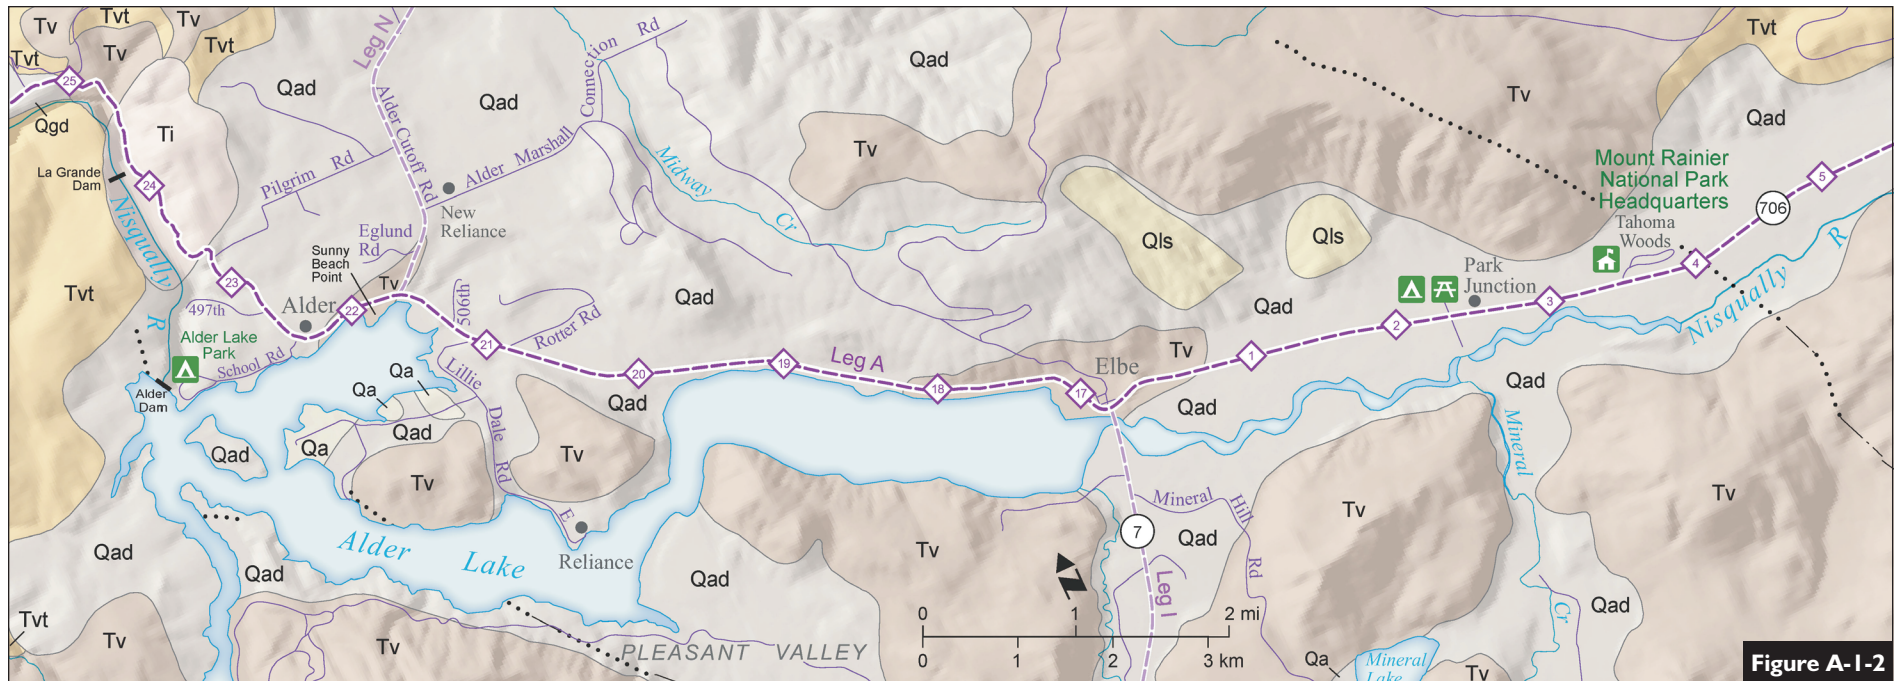 Tv
Tvt
Tv
Tvt
Tvt
Tv
25
Qgd
Ti
Qad
Leg N
Qad
Connection Rd
Qad
Tv
Tvt
Qad
Alder Cutoff Rd
Alder Marshall
Pilgrim Rd
Midway
Cr
Tv
La Grande
Dam
24
Nisqually
R
New
Reliance
Eglund
Rd
Sunny
Beach
Point
Tv
Qls
Qls
Mount Rainier
National Park
Headquarters
Tahoma
Woods
5
706
4
Nisqually
R
Park
Junction
3
2
1
Qad
Tvt
23
497th
Alder
22
506th
21
Rotter Rd
Qad
20
19
Leg A
18
17
Elbe
Tv
Qad
Qad
Alder Lake
Park
School Rd
Alder
Dam
Lillie
Dale
Rd
E
Qa
Qa
Qa
Qad
Qad
Tv
Qad
Tv
Reliance
Alder
Lake
Mineral
Hill
Rd
7
Qad
Leg I
Tv
Tv
Mineral
Cr
Tv
Qad
Qad
Qad
Qad
Tvt
Tv
Tv
PLEASANT VALLEY
N
0
1
2 mi
0
1
2
3 km
Qa
Mineral
Lake
Tv
Figure A-1-2